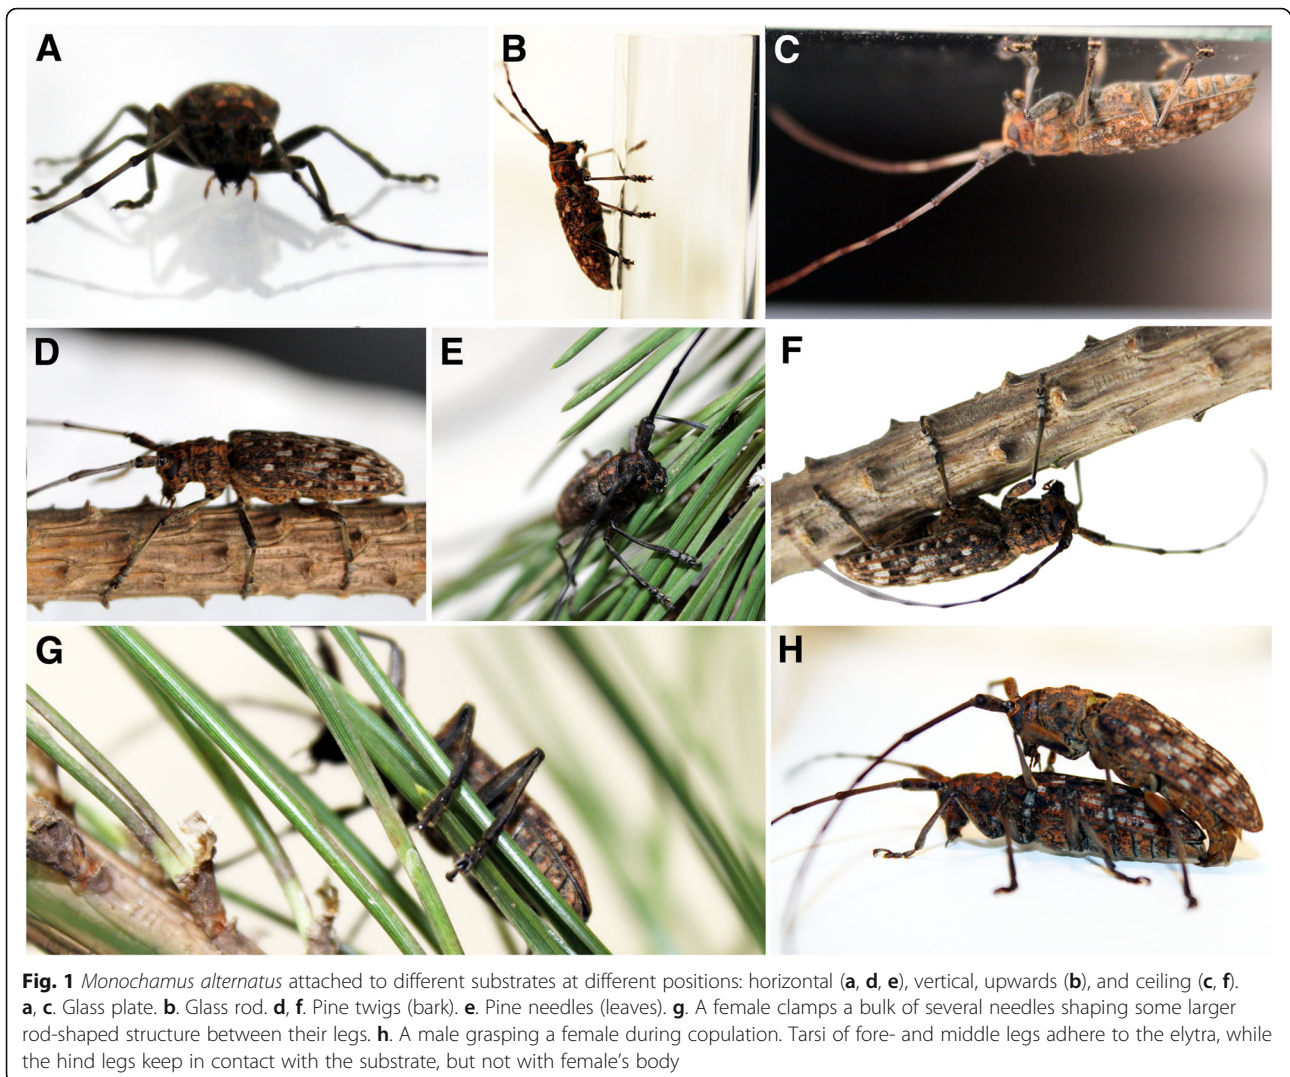 A
B
C
D
E
F
G
H
Fig. 1 Monochamus alternatus attached to different substrates at different positions: horizontal (a, d, e), vertical, upwards (b), and ceiling (c, f).
a, c. Glass plate. b. Glass rod. d, f. Pine twigs (bark). e. Pine needles (leaves). g. A female clamps a bulk of several needles shaping some larger
rod-shaped structure between their legs. h. A male grasping a female during copulation. Tarsi of fore- and middle legs adhere to the elytra, while
the hind legs keep in contact with the substrate, but not with female's body